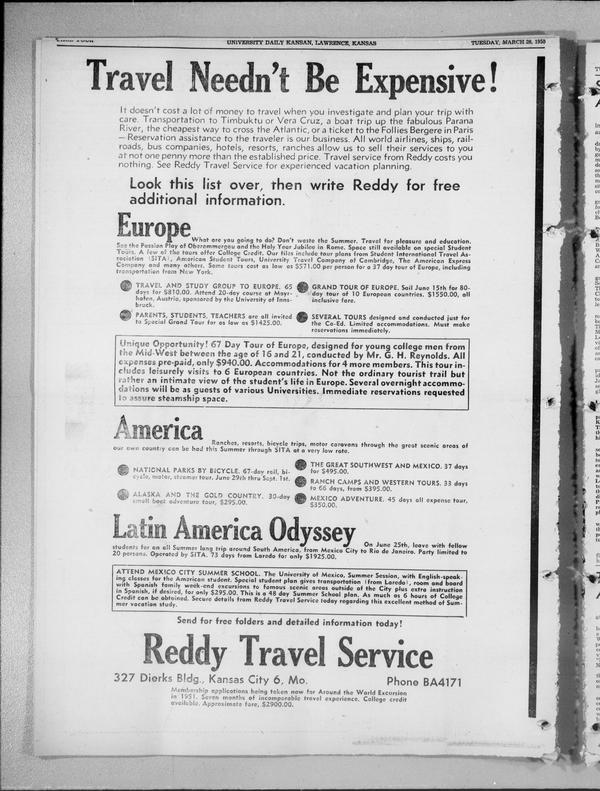 UNIVERSITY DAILY KANSAN, LAWRENCE, KANSAS
TUESDAY, MARCH 28, 1950
Travel Needn't Be Expensive!
It doesn't cost a lot of money to travel when you investigate and plan your trip with
care. Transportation to Timbuktu or Vera Cruz, a boat trip up the fabulous Parana
River, the cheapest way to cross the Atlantic, or a ticket to the Follies Bergere in Paris
— Reservation assistance to the traveler is our business. All world airlines, ships, rail-
roads, bus companies, hotels, resorts, ranches allow us to sell their services to you
at not one penny more than the established price. Travel service from Reddy costs you
nothing. See Reddy Travel Service for experienced vacation planning.
Look this list over, then write Reddy for free
additional information.
Europe
What are you going to do? Don't waste the Summer. Travel for pleasure and education.
See the Passion Play of Oberammergau and the Holy Year Jubilee in Rome. Space still available on special Student
Tours. A few of the tours offer College Credit. Our files include tour plans from Student International Travel As-
sociation (SITA), American Student Tours, University Travel Company of Cambridge, The American Express
Company and many others. Some tours cost as low as $571.00 per person for a 37 day tour of Europe, including
transportation from New York.
TRAVEL AND STUDY GROUP TO EUROPE. 65
days for $810.00. Attend 20-day course at Mayr-
hofen, Austria, sponsored by the University of Inns-
bruck.
PARENTS, STUDENTS, TEACHERS are all invited
to Special Grand Tour for as low as $1425.00.
GRAND TOUR OF EUROPE. Sail June 15th for 80-
day tour of 10 European countries. $1550.00, all
inclusive fare.
SEVERAL TOURS designed and conducted just for
the Co-Ed. Limited accommodations. Must make
reservations immediately.
Unique Opportunity! 67 Day Tour of Europe, designed for young college men from
the Mid-West between the age of 16 and 21, conducted by Mr. G. H. Reynolds. All
expenses pre-paid, only $940.00. Accommodations for 4 more members. This tour in-
cludes leisurely visits to 6 European countries. Not the ordinary tourist trail but
rather an intimate view of the student's life in Europe. Several overnight accommo-
dations will be as guests of various Universities. Immediate reservations requested
to assure steamship space.
America
Ranches, resorts, bicycle trips, motor caravans through the great scenic areas of
our own country can be had this Summer through SITA at a very low rate.
NATIONAL PARKS BY BICYCLE. 67-day rail, bi-
cycle, motor, steamer tour. June 29th thru Sept. 1st.
ALASKA AND THE GOLD COUNTRY. 30-day
small boat adventure tour, $295.00.
THE GREAT SOUTHWEST AND MEXICO. 37 days
for $495.00.
RANCH CAMPS AND WESTERN TOURS. 33 days
to 66 days, from $395.00.
MEXICO ADVENTURE. 45 days all expense tour,
$350.00.
Latin America Odyssey
On June 25th, leave with fellow
students for an all Summer long trip around South America, from Mexico City to Rio de Janeiro. Party limited to
20 persons. Operated by SITA. 73 days from Laredo for only $1925.00.
ATTEND MEXICO CITY SUMMER SCHOOL. The University of Mexico, Summer Session, with English-speak-
ing classes for the American student. Special student plan gives transportation (from Laredo), room and board
with Spanish family week-end excursions to famous scenic areas outside of the City plus extra instruction
in Spanish, if desired, for only $295.00. This is a 48 day Summer School plan. As much as 6 hours of College
Credit can be obtained. Secure details from Reddy Travel Service today regarding this excellent method of Sum-
mer vacation study.
Send for free folders and detailed information today!
Reddy Travel Service
327 Dierks Bldg., Kansas City 6, Mo.
Phone BA4171
Membership applications being taken now for Around the World Excursion
in 1951. Seven months of incomparable travel experience. College credit
available. Approximate fare, $2900.00.